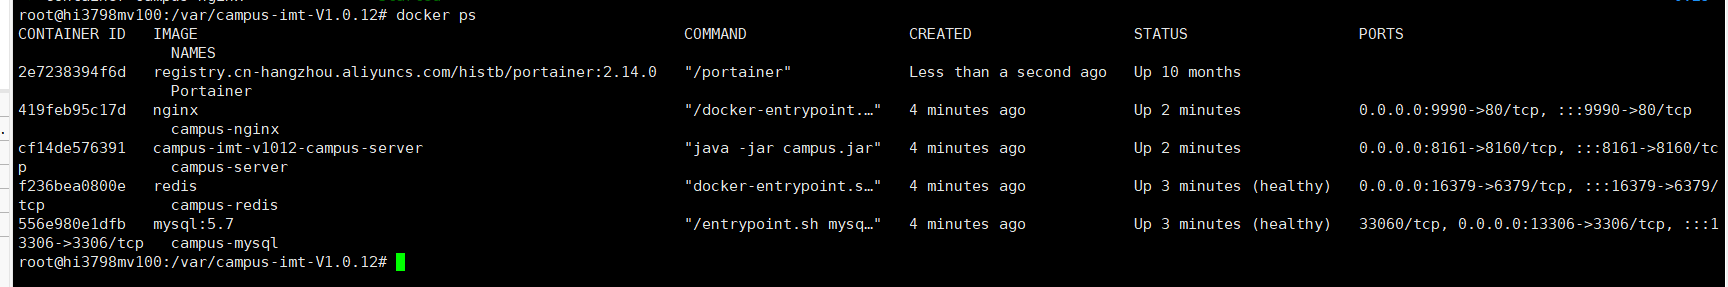 root@hi3798mv100:/var/campus-imt-V1.0.12# docker ps
CONTAINER ID   IMAGE   COMMAND   CREATED   STATUS   PORTS
NAMES
2e7238394f6d   registry.cn-hangzhou.aliyuncs.com/histb/portainer:2.14.0   "/portainer"   Less than a second ago   Up 10 months
Portainer
419feb95c17d   nginx   "/docker-entrypoint.…"   4 minutes ago   Up 2 minutes   0.0.0.0:9990->80/tcp, :::9990->80/tcp
campus-nginx
cf14de576391   campus-imt-v1012-campus-server   "java -jar campus.jar"   4 minutes ago   Up 2 minutes   0.0.0.0:8161->8160/tcp, :::8161->8160/tc
p   campus-server
f236bea0800e   redis   "docker-entrypoint.s…"   4 minutes ago   Up 3 minutes (healthy)   0.0.0.0:16379->6379/tcp, :::16379->6379/
tcp   campus-redis
556e980e1dfb   mysql:5.7   "/entrypoint.sh mysq…"   4 minutes ago   Up 3 minutes (healthy)   33060/tcp, 0.0.0.0:13306->3306/tcp, :::1
3306->3306/tcp   campus-mysql
root@hi3798mv100:/var/campus-imt-V1.0.12#